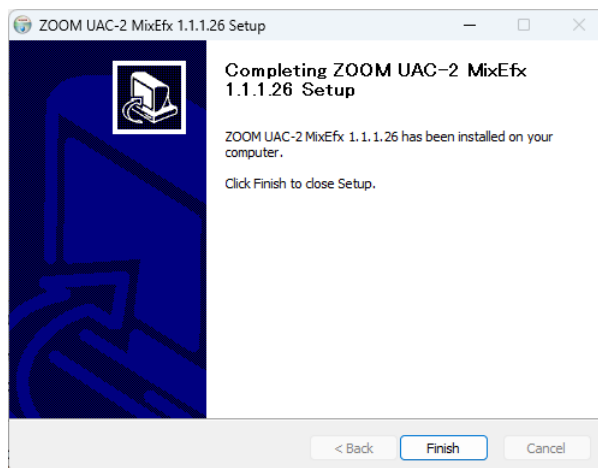 ZOOM UAC-2 MixEfx 1.1.1.26 Setup
Completing ZOOM UAC-2 MixEfx
1.1.1.26 Setup
ZOOM UAC-2 MixEfx 1.1.1.26 has been installed on your
computer.
Click Finish to close Setup.
< Back Finish Cancel